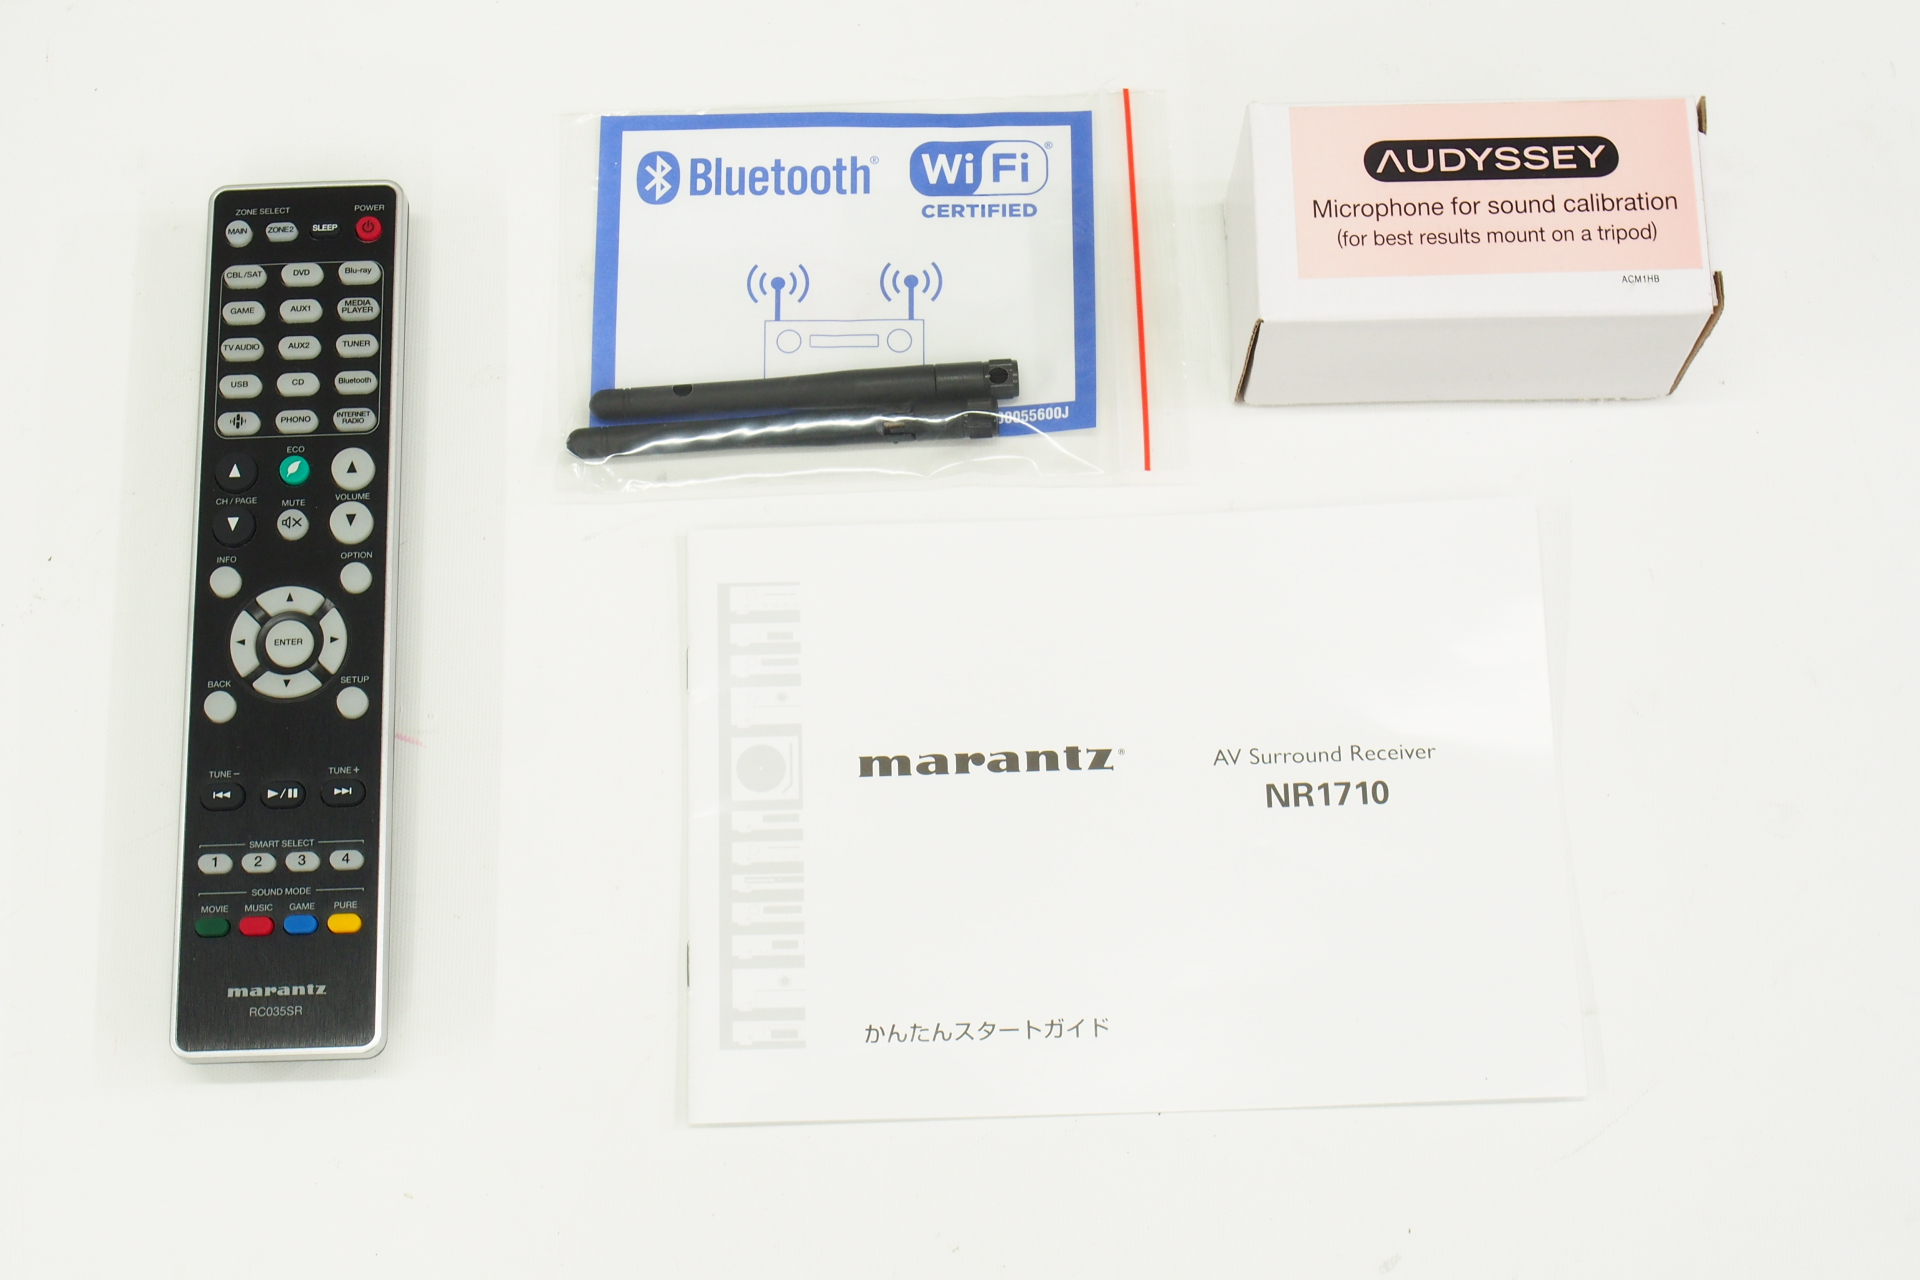 ZONE SELECT
POWER
MAIN
ZONE2
SLEEP
CBL/SAT
DVD
Blu-ray
GAME
AUX1
MEDIA
PLAYER
TV AUDIO
AUX2
TUNER
USB
CD
Bluetooth
PHONO
INTERNET
RADIO
ECO
CH / PAGE
MUTE
VOLUME
INFO
OPTION
ENTER
BACK
SETUP
TUNE −
TUNE +
SMART SELECT
1 2 3 4
SOUND MODE
MOVIE MUSIC GAME PURE
marantz
RC035SR
Bluetooth®
Wi Fi®
CERTIFIED
0055600J
AUDYSSEY
Microphone for sound calibration
(for best results mount on a tripod)
ACM1HB
marantz®
AV Surround Receiver
NR1710
かんたんスタートガイド